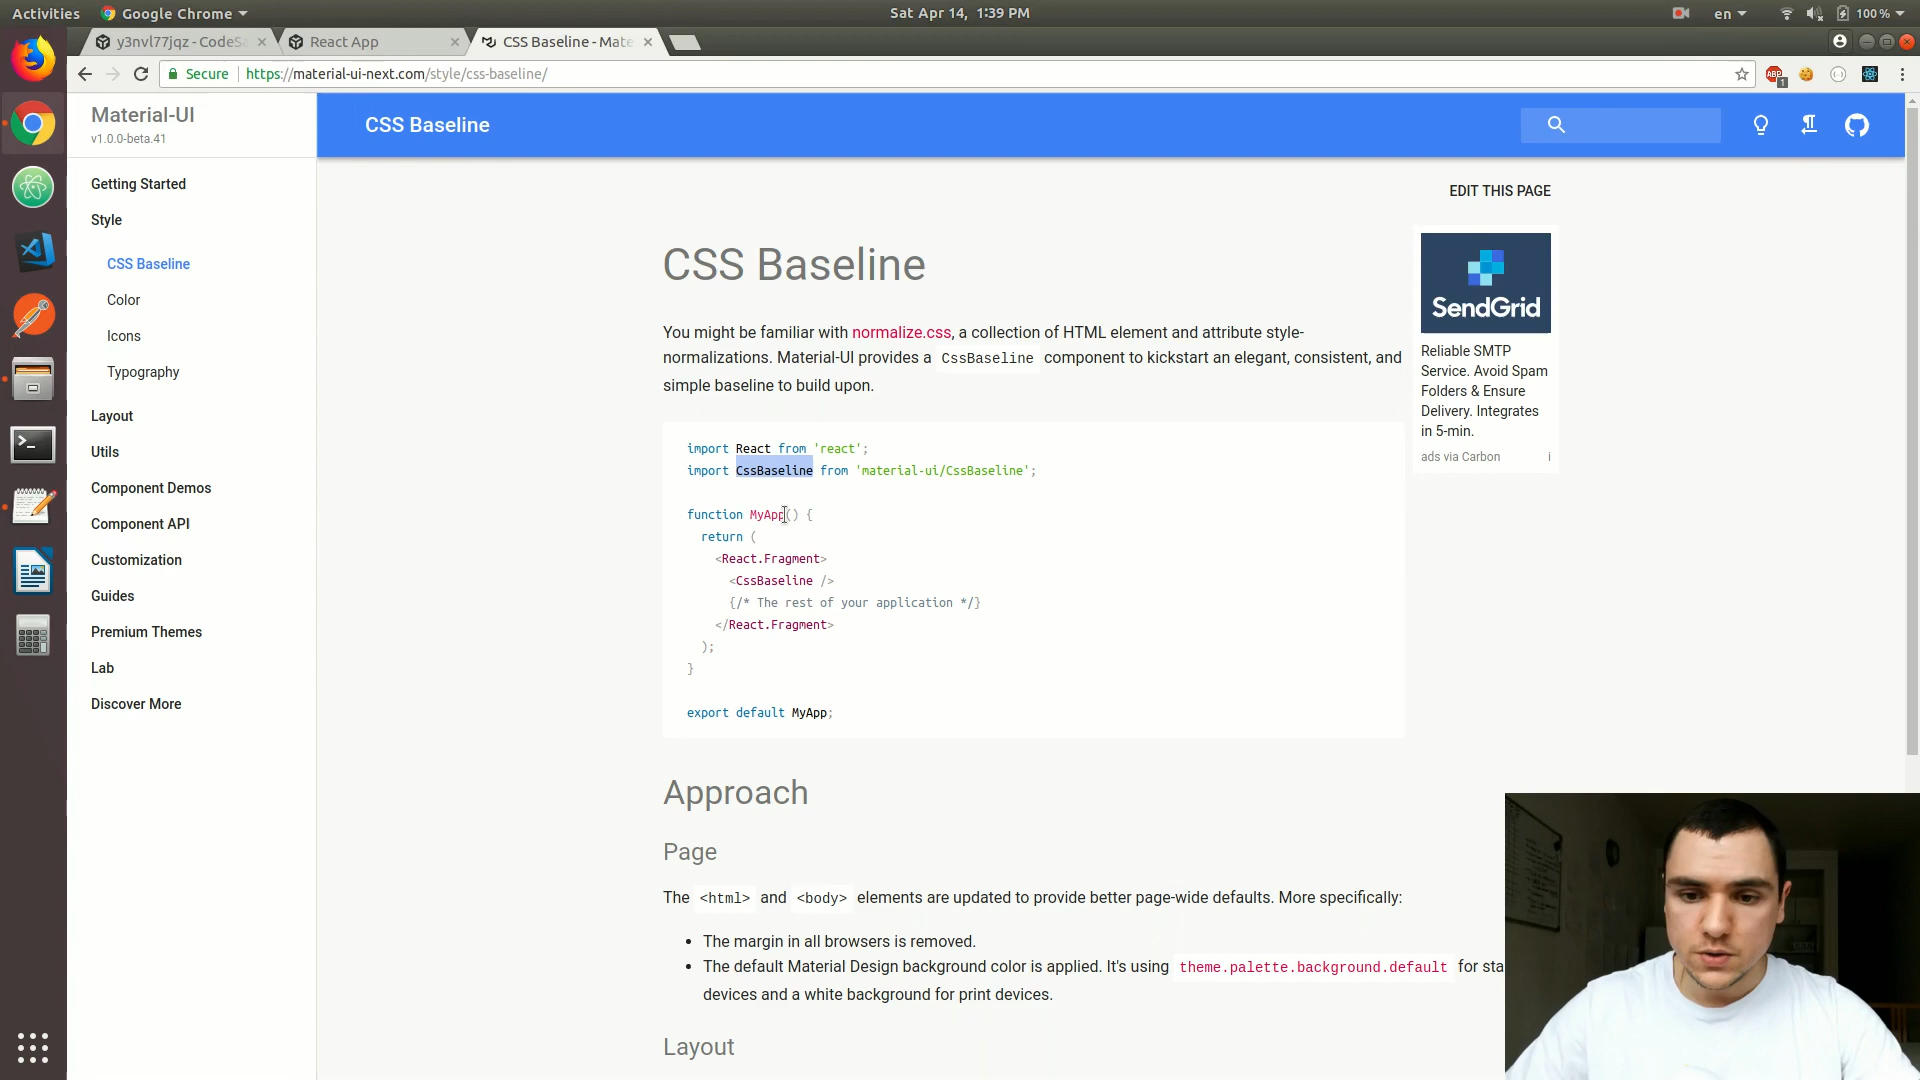 Activities
Google Chrome
Sat Apr 14, 1:39 PM
en
100 %
y3nvl77jqz - CodeSa
React App
CSS Baseline - Mate
Secure
https://material-ui-next.com/style/css-baseline/
ABP
1
Material-UI
v1.0.0-beta.41
CSS Baseline
Getting Started
Style
CSS Baseline
Color
Icons
Typography
Layout
Utils
Component Demos
Component API
Customization
Guides
Premium Themes
Lab
Discover More
EDIT THIS PAGE
CSS Baseline
You might be familiar with normalize.css, a collection of HTML element and attribute style-
normalizations. Material-UI provides a CssBaseline component to kickstart an elegant, consistent, and
simple baseline to build upon.
import React from 'react';
import CssBaseline from 'material-ui/CssBaseline';
function MyApp() {
return (
<React.Fragment>
<CssBaseline />
{/* The rest of your application */}
</React.Fragment>
);
}
export default MyApp;
SendGrid
Reliable SMTP
Service. Avoid Spam
Folders & Ensure
Delivery. Integrates
in 5-min.
ads via Carbon
i
Approach
Page
The <html> and <body> elements are updated to provide better page-wide defaults. More specifically:
• The margin in all browsers is removed.
• The default Material Design background color is applied. It's using theme.palette.background.default for sta
devices and a white background for print devices.
Layout